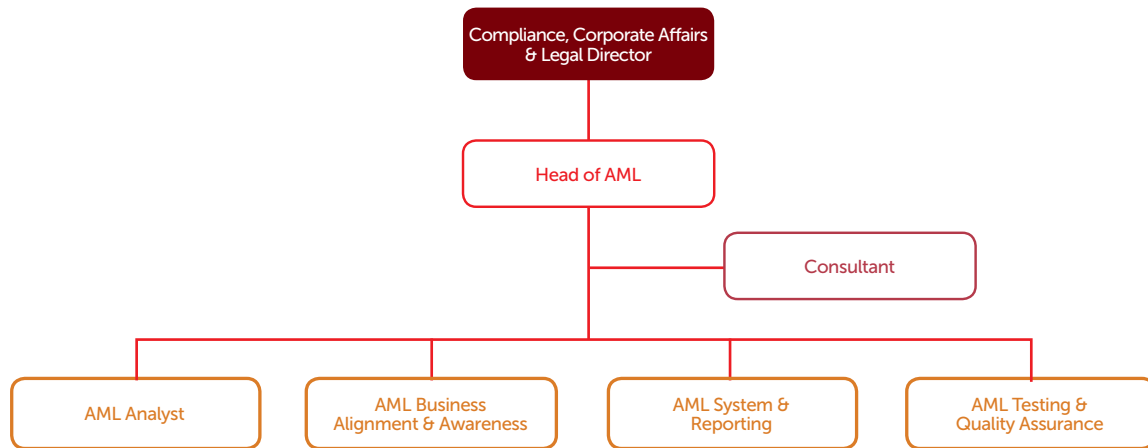 Compliance, Corporate Affairs
& Legal Director
Head of AML
Consultant
AML Analyst
AML Business
Alignment & Awareness
AML System &
Reporting
AML Testing &
Quality Assurance